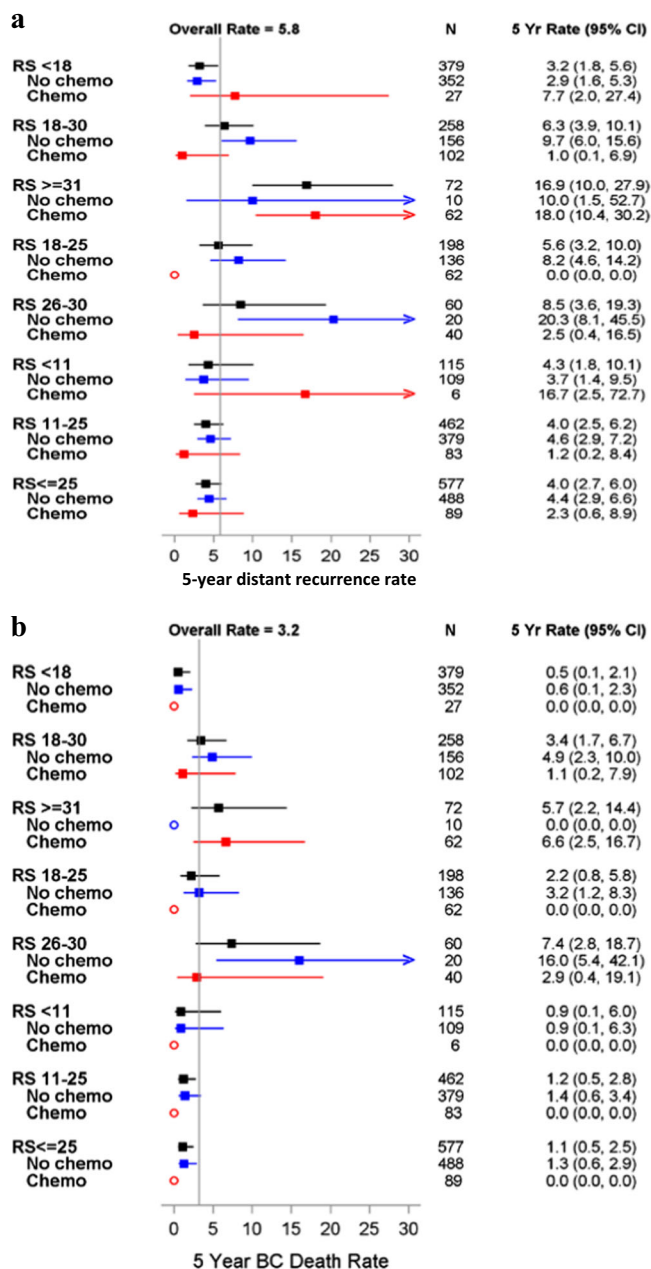 a
Overall Rate = 5.8 N 5 Yr Rate (95% CI)
RS <18 379 3.2 (1.8, 5.6)
No chemo 352 2.9 (1.6, 5.3)
Chemo 27 7.7 (2.0, 27.4)
RS 18-30 258 6.3 (3.9, 10.1)
No chemo 156 9.7 (6.0, 15.6)
Chemo 102 1.0 (0.1, 6.9)
RS >=31 72 16.9 (10.0, 27.9)
No chemo 10 10.0 (1.5, 52.7)
Chemo 62 18.0 (10.4, 30.2)
RS 18-25 198 5.6 (3.2, 10.0)
No chemo 136 8.2 (4.6, 14.2)
Chemo 62 0.0 (0.0, 0.0)
RS 26-30 60 8.5 (3.6, 19.3)
No chemo 20 20.3 (8.1, 45.5)
Chemo 40 2.5 (0.4, 16.5)
RS <11 115 4.3 (1.8, 10.1)
No chemo 109 3.7 (1.4, 9.5)
Chemo 6 16.7 (2.5, 72.7)
RS 11-25 462 4.0 (2.5, 6.2)
No chemo 379 4.6 (2.9, 7.2)
Chemo 83 1.2 (0.2, 8.4)
RS<=25 577 4.0 (2.7, 6.0)
No chemo 488 4.4 (2.9, 6.6)
Chemo 89 2.3 (0.6, 8.9)
0 5 10 15 20 25 30
5-year distant recurrence rate
b
Overall Rate = 3.2 N 5 Yr Rate (95% CI)
RS <18 379 0.5 (0.1, 2.1)
No chemo 352 0.6 (0.1, 2.3)
Chemo 27 0.0 (0.0, 0.0)
RS 18-30 258 3.4 (1.7, 6.7)
No chemo 156 4.9 (2.3, 10.0)
Chemo 102 1.1 (0.2, 7.9)
RS >=31 72 5.7 (2.2, 14.4)
No chemo 10 0.0 (0.0, 0.0)
Chemo 62 6.6 (2.5, 16.7)
RS 18-25 198 2.2 (0.8, 5.8)
No chemo 136 3.2 (1.2, 8.3)
Chemo 62 0.0 (0.0, 0.0)
RS 26-30 60 7.4 (2.8, 18.7)
No chemo 20 16.0 (5.4, 42.1)
Chemo 40 2.9 (0.4, 19.1)
RS <11 115 0.9 (0.1, 6.0)
No chemo 109 0.9 (0.1, 6.3)
Chemo 6 0.0 (0.0, 0.0)
RS 11-25 462 1.2 (0.5, 2.8)
No chemo 379 1.4 (0.6, 3.4)
Chemo 83 0.0 (0.0, 0.0)
RS<=25 577 1.1 (0.5, 2.5)
No chemo 488 1.3 (0.6, 2.9)
Chemo 89 0.0 (0.0, 0.0)
0 5 10 15 20 25 30
5 Year BC Death Rate